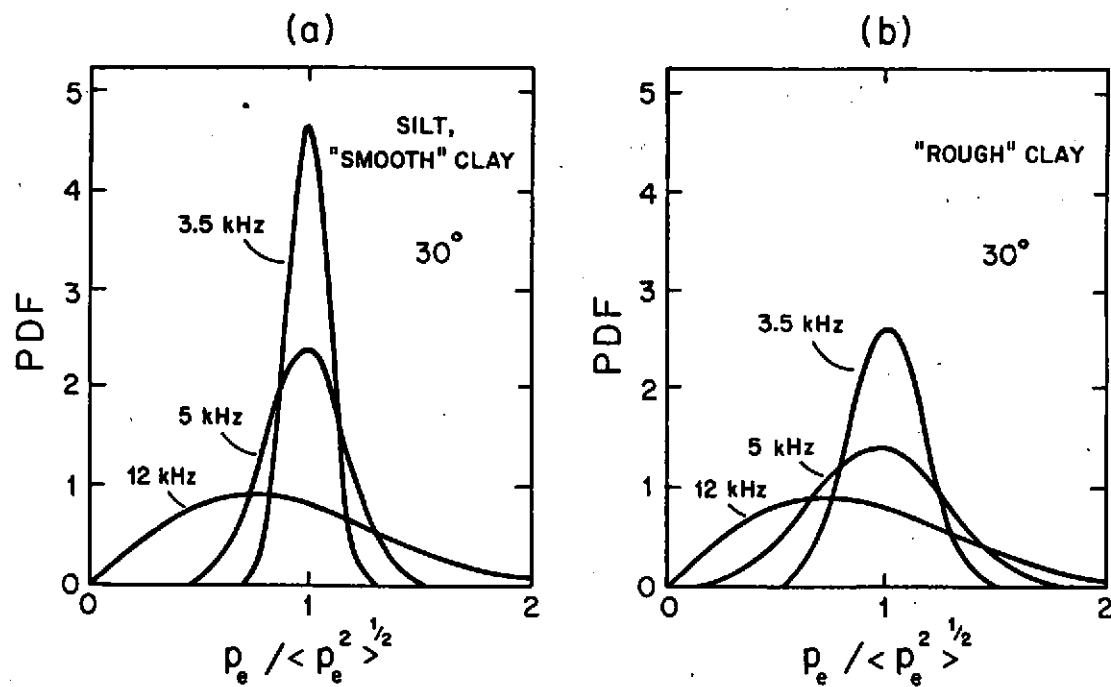 (a)
5
4
3
2
1
0
PDF
SILT,
"SMOOTH" CLAY
30°
3.5 kHz
5 kHz
12 kHz
0
1
2
p_e / < p_e^2 >^1/2
(b)
5
4
3
2
1
0
PDF
"ROUGH" CLAY
30°
3.5 kHz
5 kHz
12 kHz
0
1
2
p_e / < p_e^2 >^1/2